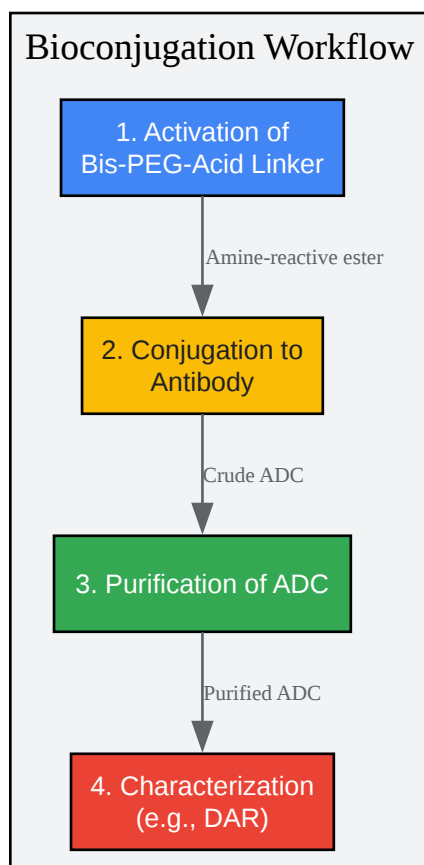 Bioconjugation Workflow
1. Activation of
Bis-PEG-Acid Linker
Amine-reactive ester
2. Conjugation to
Antibody
Crude ADC
3. Purification of ADC
Purified ADC
4. Characterization
(e.g., DAR)